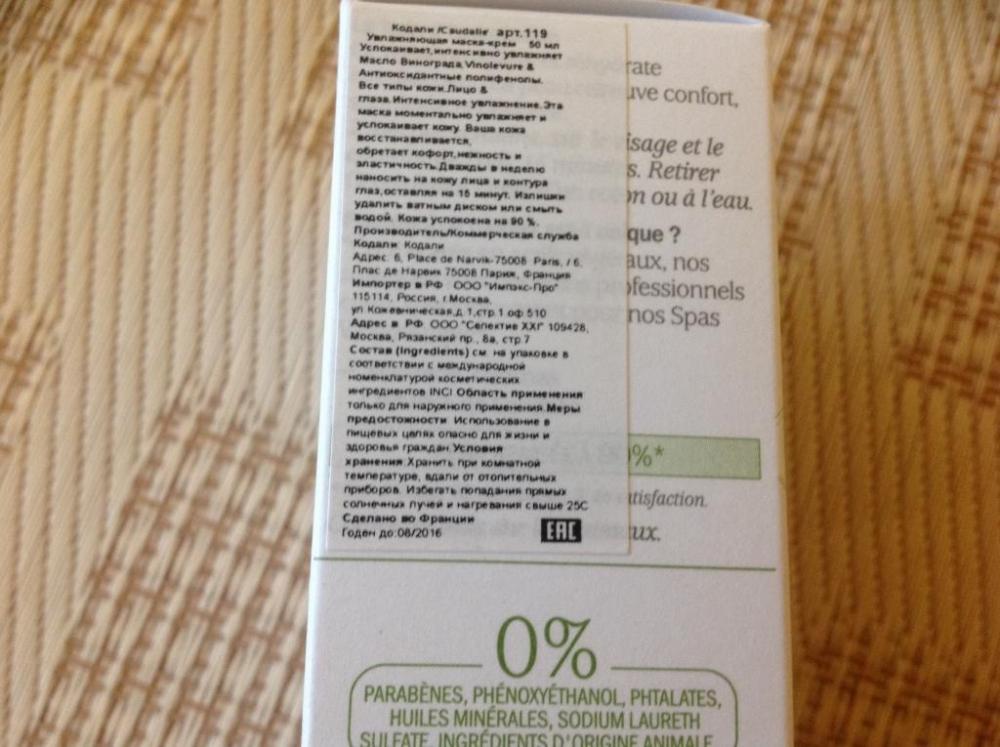 Кодали /Caudalie арт.119
Увлажняющая маска-крем 50 мл
Успокаивает,интенсивно увлажняет
Масло Винограда,Vinolevure &
Антиоксидантные полифенолы.
Все типы кожи.Лицо &
глаза.Интенсивное увлажнение.Эта
маска моментально увлажняет и
успокаивает кожу. Ваша кожа
восстанавливается,
обретает кофорт,нежность и
эластичность.Дважды в неделю
наносить на кожу лица и контура
глаз,оставляя на 15 минут. Излишки
удалить ватным диском или смыть
водой. Кожа успокоена на 90 %.
Производитель/Коммерческая служба
Кодали: Кодали
Адрес: 6, Place de Narvik-75008 Paris, / 6,
Плас де Нарвик 75008 Париж, Франция
Импортер в РФ ООО "Импэкс-Про"
115114, Россия, г.Москва,
ул Кожевническая,д 1,стр.1 оф 510
Адрес в РФ ООО "Селектив XXI" 109428,
Москва, Рязанский пр., 8а, стр.7
Состав (Ingredients) см. на упаковке в
соответствии с международной
номенклатурой косметических
ингредиентов INCI Область применения
только для наружного применения.Меры
предостожности Использование в
пищевых целях опасно для жизни и
здоровья граждан.Условия
хранения.Хранить при комнатной
температуре, вдали от отопительных
приборов. Избегать попадания прямых
солнечных лучей и нагревания свыше 25С
Сделано во Франции
Годен до:08/2016 EAC
rate
uve confort,
isage et le
s. Retirer
on ou à l'eau.
que ?
aux, nos
fessionnels
nos Spas
%*
atisfaction.
ux.
0%
PARABÈNES, PHÉNOXYÉTHANOL, PHTALATES,
HUILES MINÉRALES, SODIUM LAURETH
SULFATE, INGRÉDIENTS D'ORIGINE ANIMALE